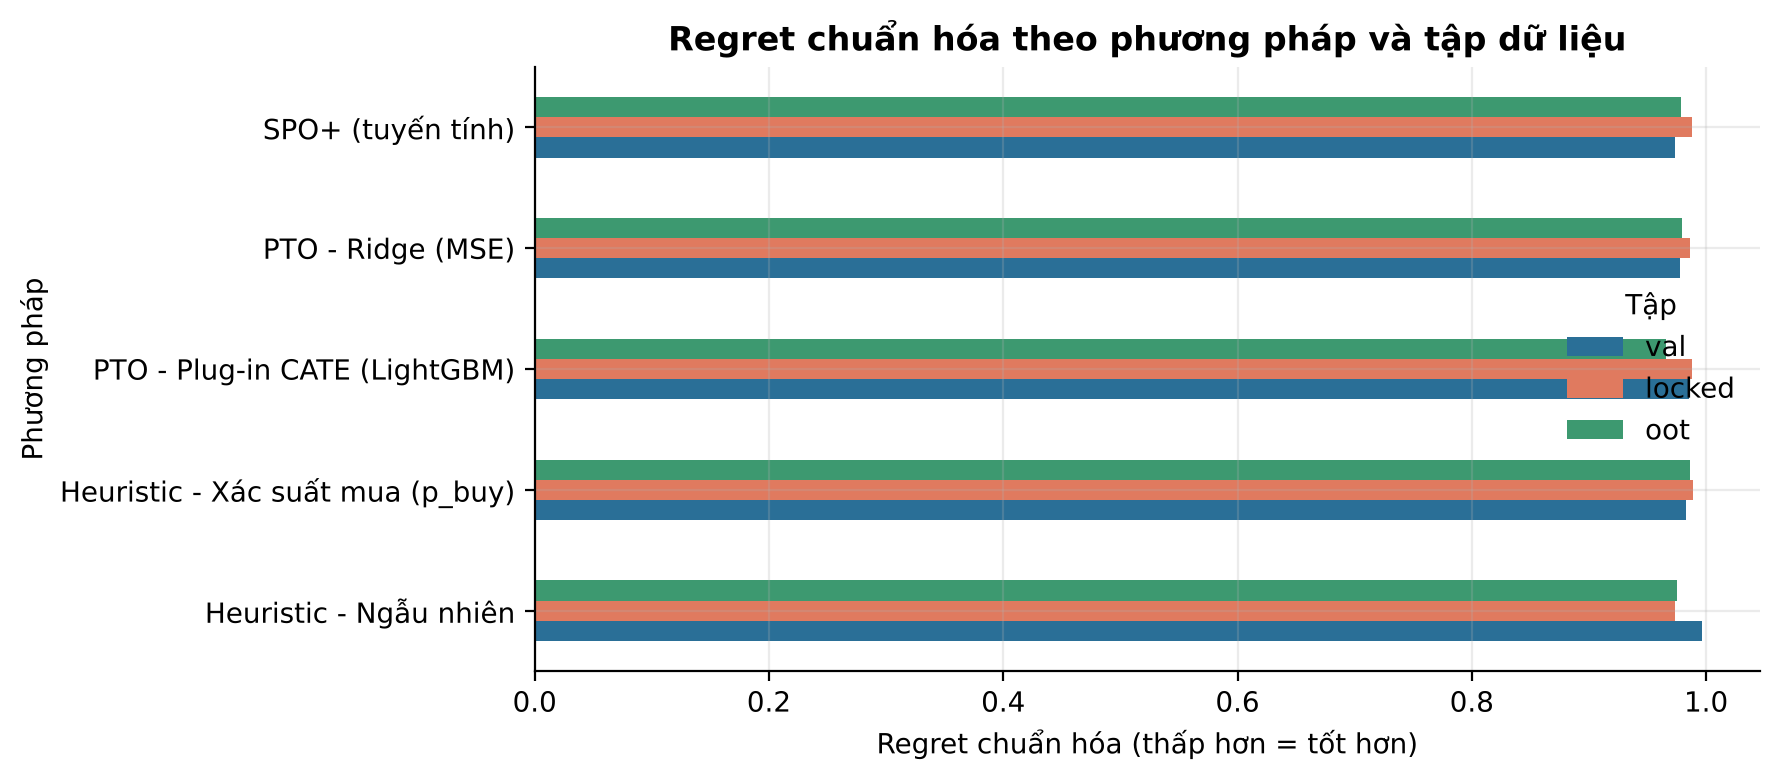 Regret chuẩn hóa theo phương pháp và tập dữ liệu
Phương pháp
SPO+ (tuyến tính)
PTO - Ridge (MSE)
PTO - Plug-in CATE (LightGBM)
Heuristic - Xác suất mua (p_buy)
Heuristic - Ngẫu nhiên
Tập
val
locked
oot
0.0 0.2 0.4 0.6 0.8 1.0
Regret chuẩn hóa (thấp hơn = tốt hơn)